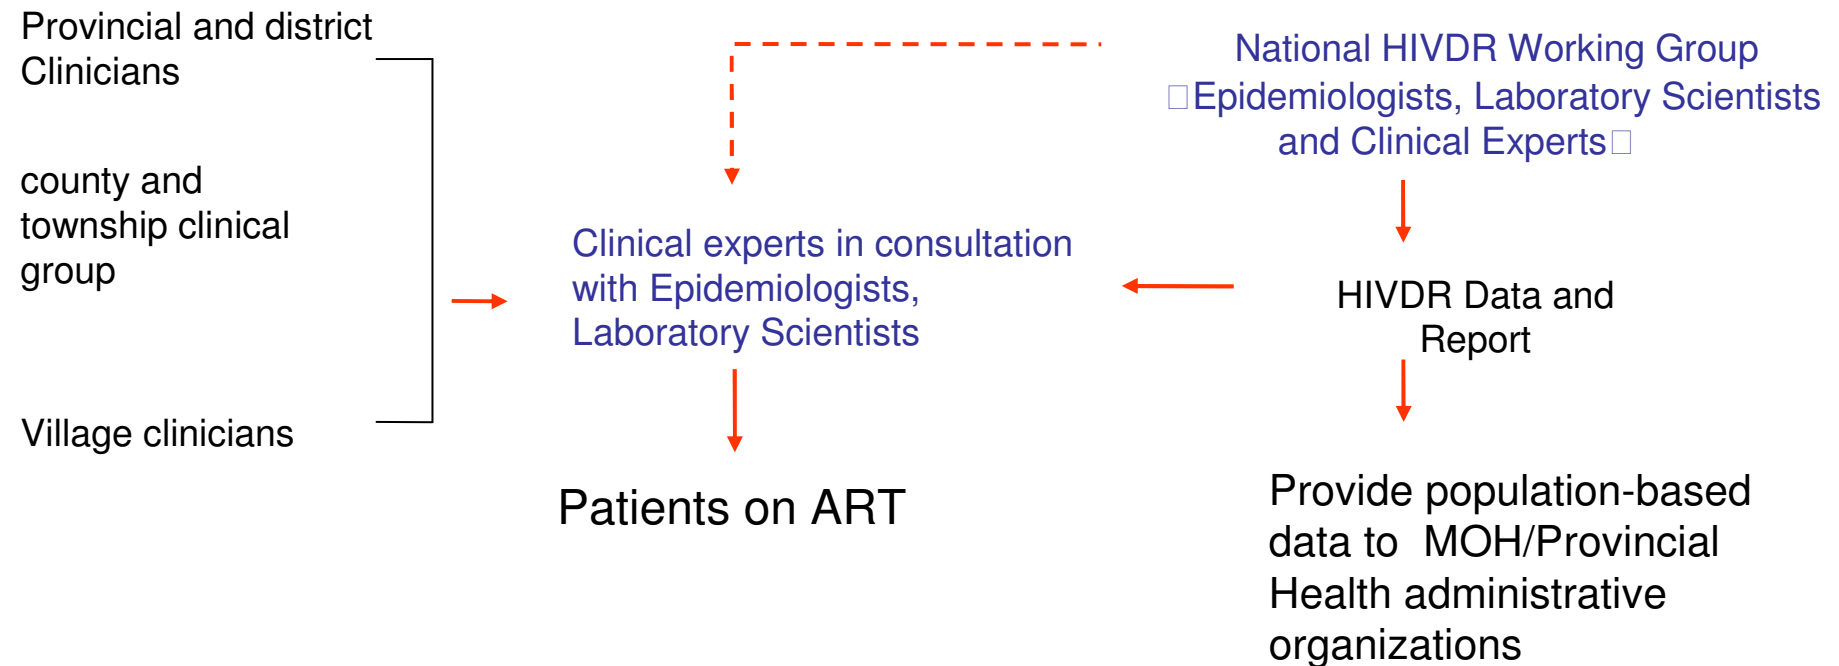 Provincial and district
Clinicians
county and
township clinical
group
Village clinicians
Clinical experts in consultation
with Epidemiologists,
Laboratory Scientists
Patients on ART
National HIVDR Working Group
□Epidemiologists, Laboratory Scientists
and Clinical Experts□
HIVDR Data and
Report
Provide population-based
data to MOH/Provincial
Health administrative
organizations